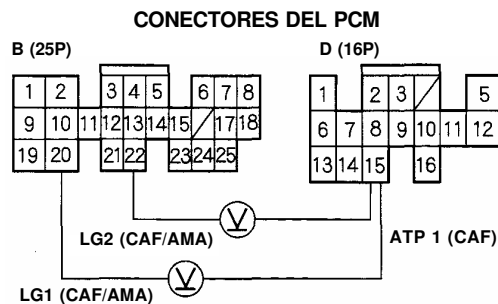 CONECTORES DEL PCM
B (25P) D (16P)
1 2 3 4 5 6 7 8
9 10 11 12 13 14 15 17 18
19 20 21 22 23 24 25
1 2 3 5
6 7 8 9 10 11 12
13 14 15 16
V
LG2 (CAF/AMA)
ATP 1 (CAF)
V
LG1 (CAF/AMA)